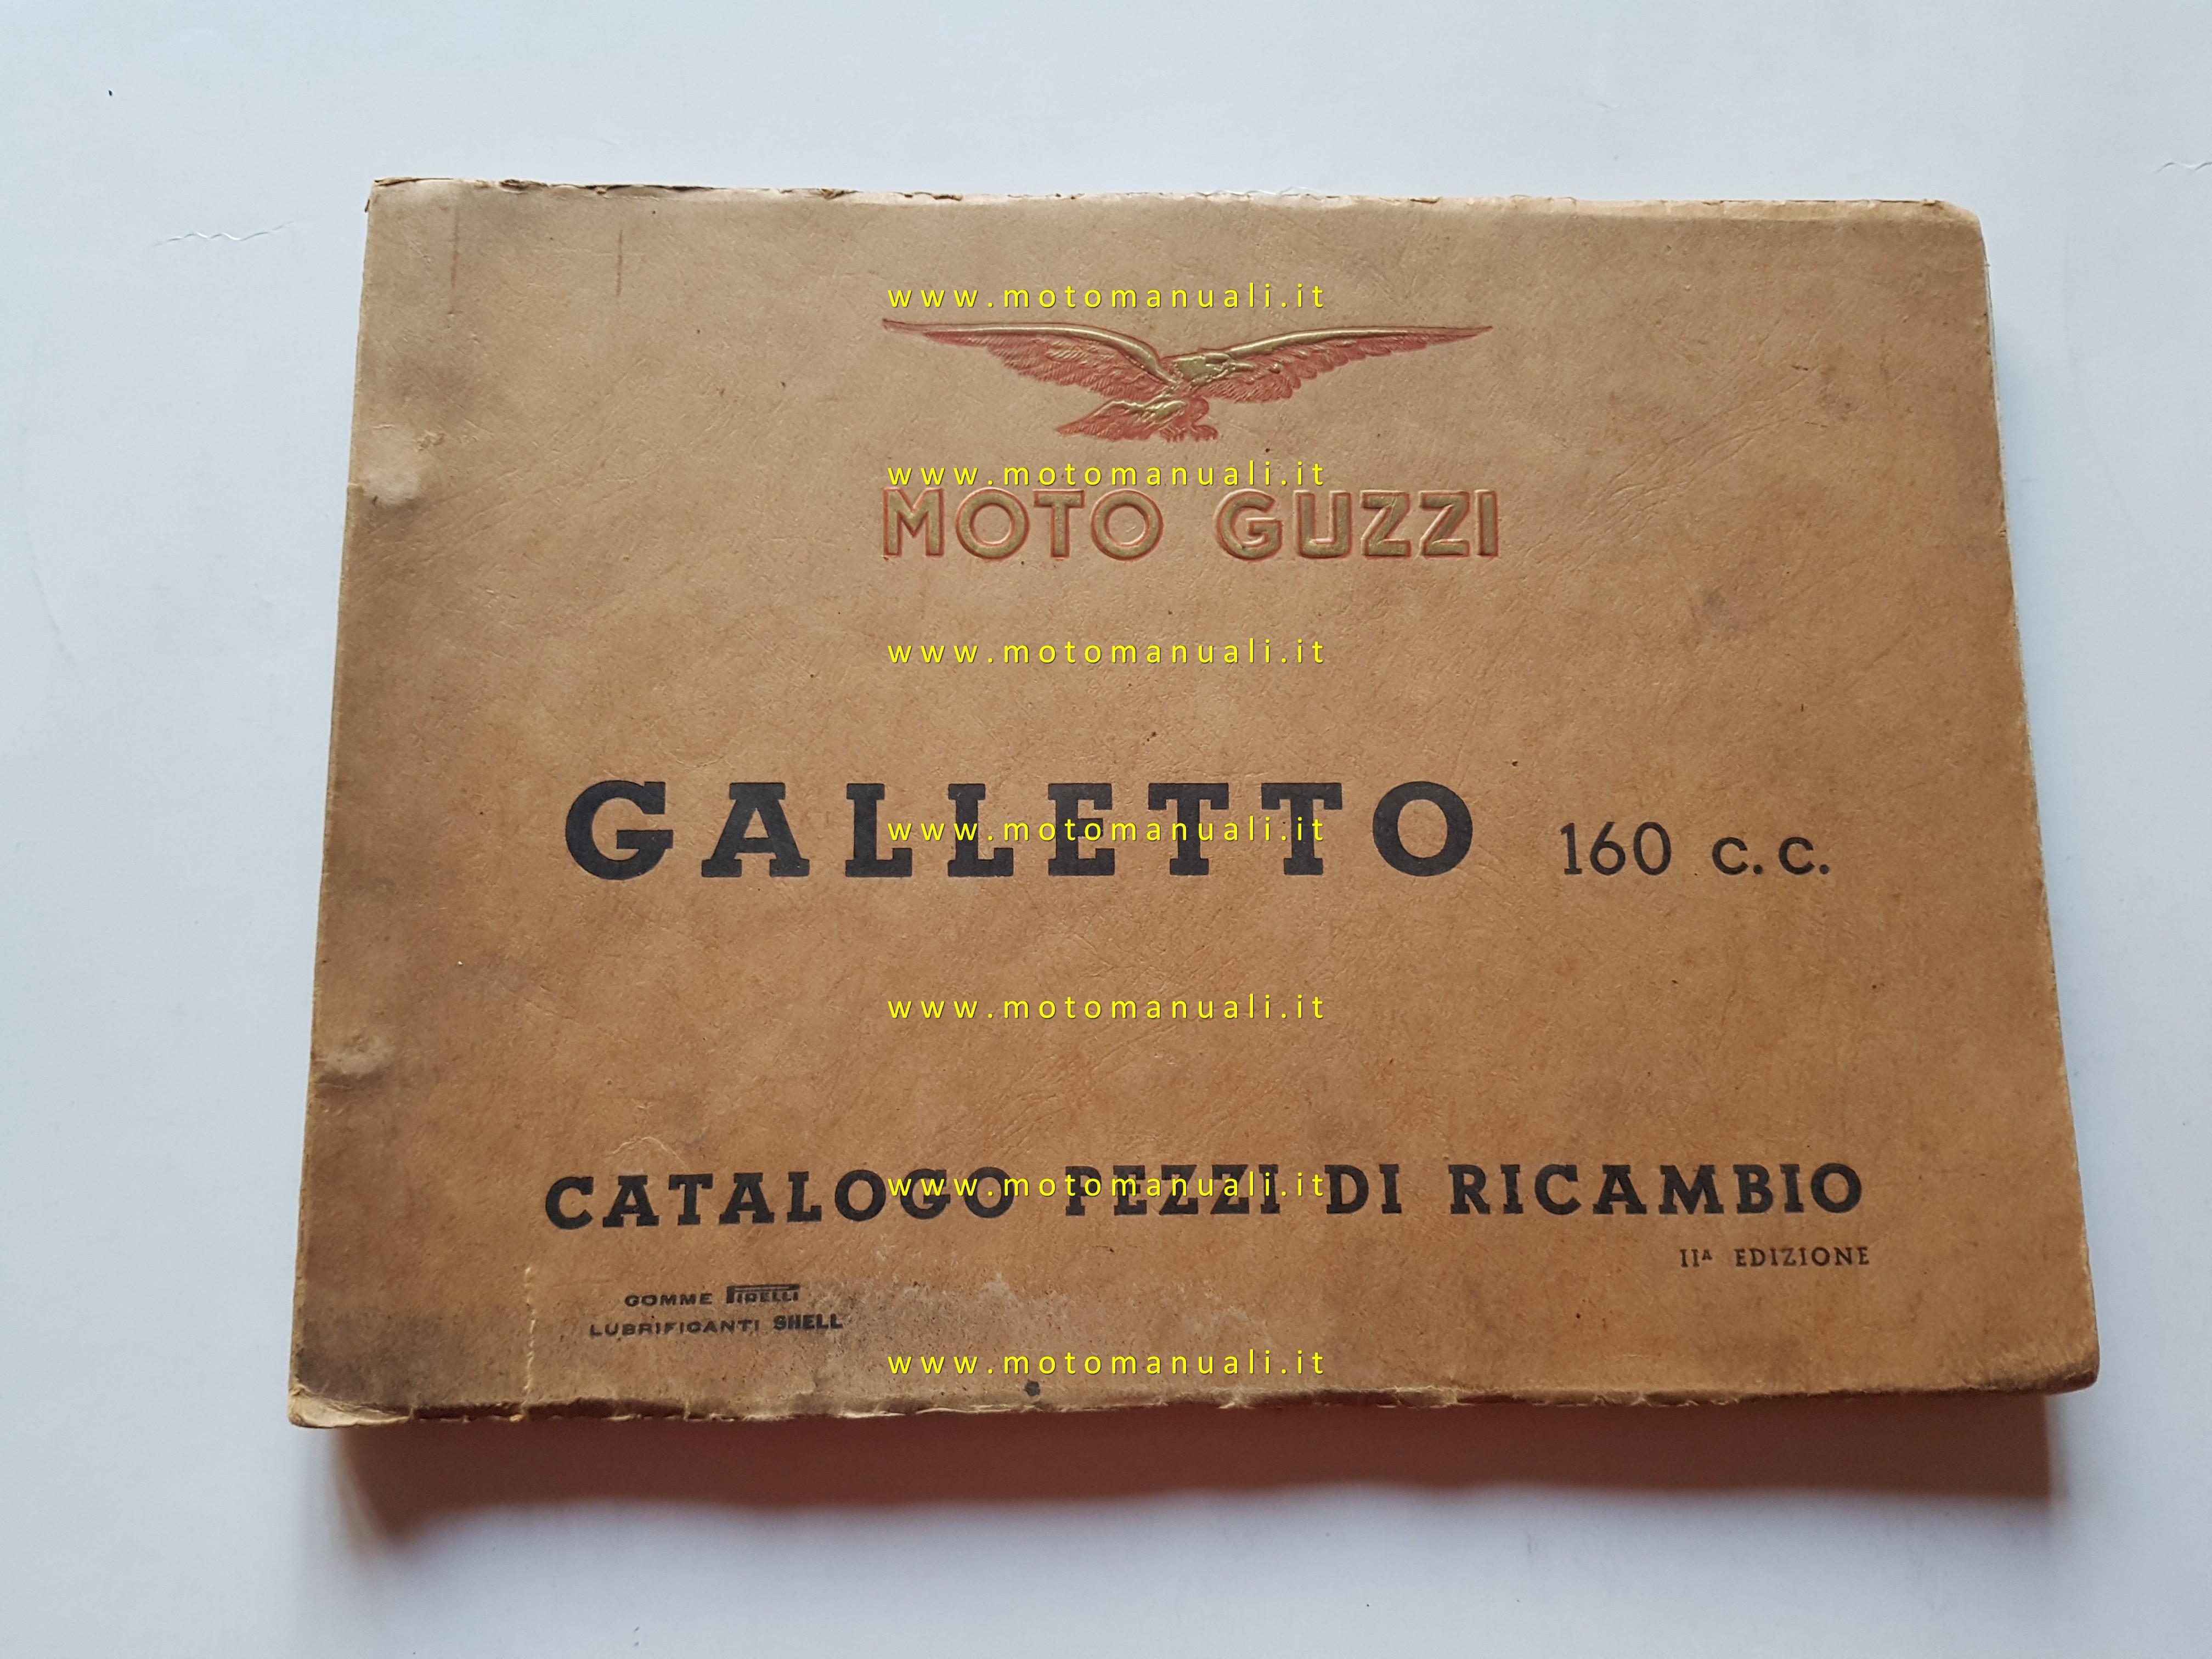 www.motomanuali.it
www.motomanuali.it
MOTO GUZZI
www.motomanuali.it
GALLETTO 160 c.c.
www.motomanuali.it
www.motomanuali.it
CATALOGO PEZZI DI RICAMBIO
www.motomanuali.it
IIA EDIZIONE
GOMME PIRELLI
LUBRIFICANTI SHELL
www.motomanuali.it